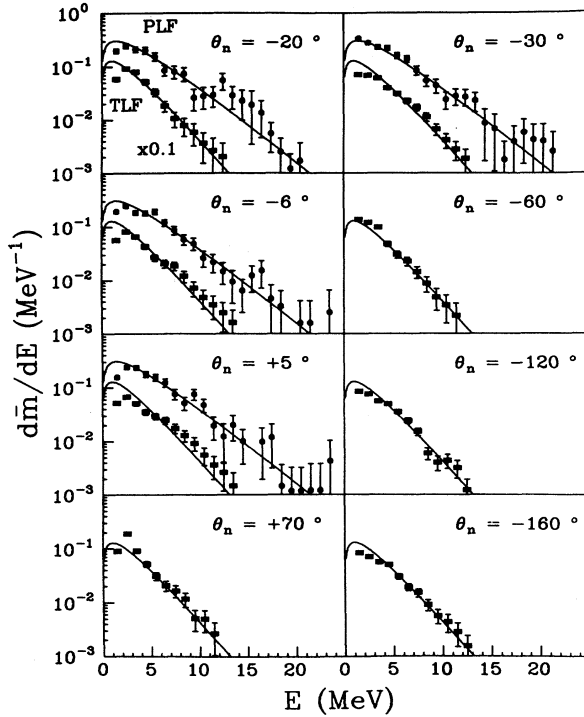 10⁰
10⁻¹
10⁻²
10⁻³
PLF
TLF
x0.1
θₙ = −20 °
θₙ = −30 °
10⁻¹
10⁻²
10⁻³
θₙ = −6 °
θₙ = −60 °
10⁻¹
10⁻²
10⁻³
θₙ = +5 °
θₙ = −120 °
10⁻¹
10⁻²
10⁻³
θₙ = +70 °
θₙ = −160 °
dm̄/dE (MeV⁻¹)
0 5 10 15 20 0 5 10 15 20
E (MeV)